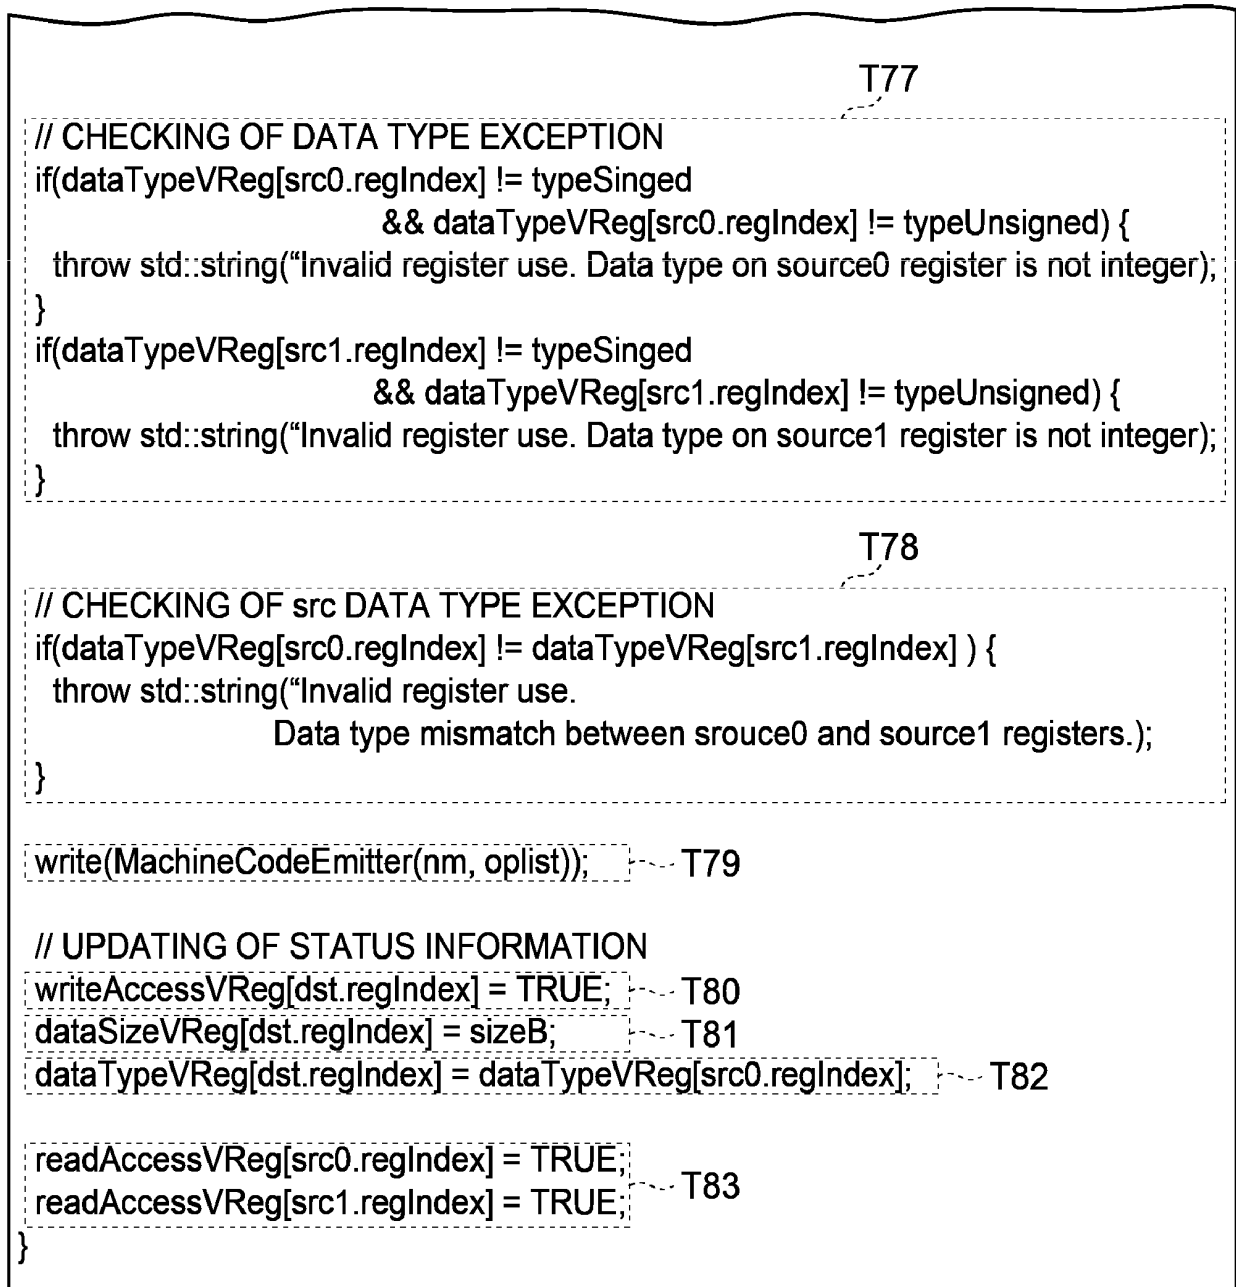 T77
// CHECKING OF DATA TYPE EXCEPTION
if(dataTypeVReg[src0.regIndex] != typeSinged
&& dataTypeVReg[src0.regIndex] != typeUnsigned) {
throw std::string(“Invalid register use. Data type on source0 register is not integer);
}
if(dataTypeVReg[src1.regIndex] != typeSinged
&& dataTypeVReg[src1.regIndex] != typeUnsigned) {
throw std::string(“Invalid register use. Data type on source1 register is not integer);
}
T78
// CHECKING OF src DATA TYPE EXCEPTION
if(dataTypeVReg[src0.regIndex] != dataTypeVReg[src1.regIndex] ) {
throw std::string(“Invalid register use.
Data type mismatch between srouce0 and source1 registers.);
}
write(MachineCodeEmitter(nm, oplist)); T79
// UPDATING OF STATUS INFORMATION
writeAccessVReg[dst.regIndex] = TRUE; T80
dataSizeVReg[dst.regIndex] = sizeB; T81
dataTypeVReg[dst.regIndex] = dataTypeVReg[src0.regIndex]; T82
readAccessVReg[src0.regIndex] = TRUE;
readAccessVReg[src1.regIndex] = TRUE; T83
}